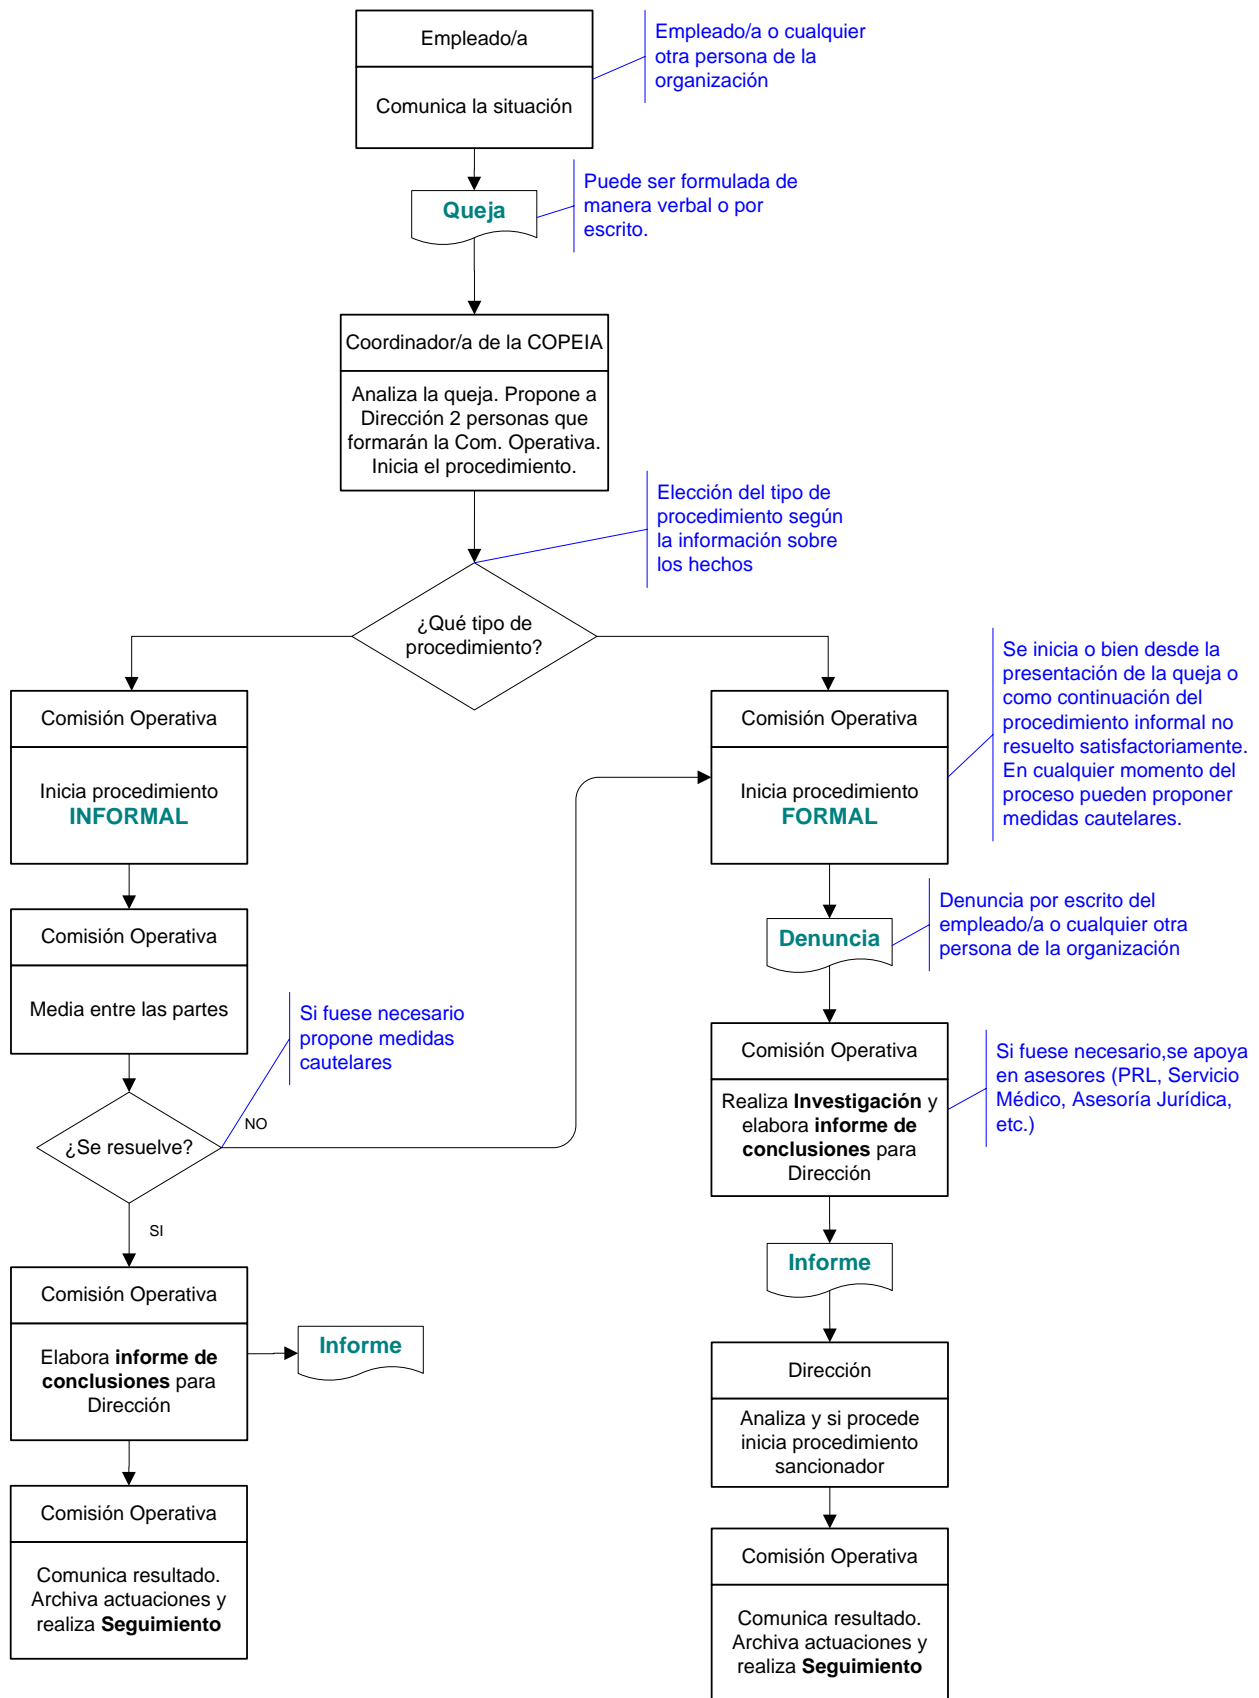 Empleado/a
Comunica la situación
Empleado/a o cualquier
otra persona de la
organización
Queja
Puede ser formulada de
manera verbal o por
escrito.
Coordinador/a de la COPEIA
Analiza la queja. Propone a
Dirección 2 personas que
formarán la Com. Operativa.
Inicia el procedimiento.
Elección del tipo de
procedimiento según
la información sobre
los hechos
¿Qué tipo de
procedimiento?
Comisión Operativa
Inicia procedimiento
INFORMAL
Comisión Operativa
Inicia procedimiento
FORMAL
Se inicia o bien desde la
presentación de la queja o
como continuación del
procedimiento informal no
resuelto satisfactoriamente.
En cualquier momento del
proceso pueden proponer
medidas cautelares.
Comisión Operativa
Media entre las partes
Denuncia
Denuncia por escrito del
empleado/a o cualquier otra
persona de la organización
Si fuese necesario
propone medidas
cautelares
¿Se resuelve?
NO
SI
Comisión Operativa
Realiza Investigación y
elabora informe de
conclusiones para
Dirección
Si fuese necesario,se apoya
en asesores (PRL, Servicio
Médico, Asesoría Jurídica,
etc.)
Informe
Comisión Operativa
Elabora informe de
conclusiones para
Dirección
Informe
Dirección
Analiza y si procede
inicia procedimiento
sancionador
Comisión Operativa
Comunica resultado.
Archiva actuaciones y
realiza Seguimiento
Comisión Operativa
Comunica resultado.
Archiva actuaciones y
realiza Seguimiento